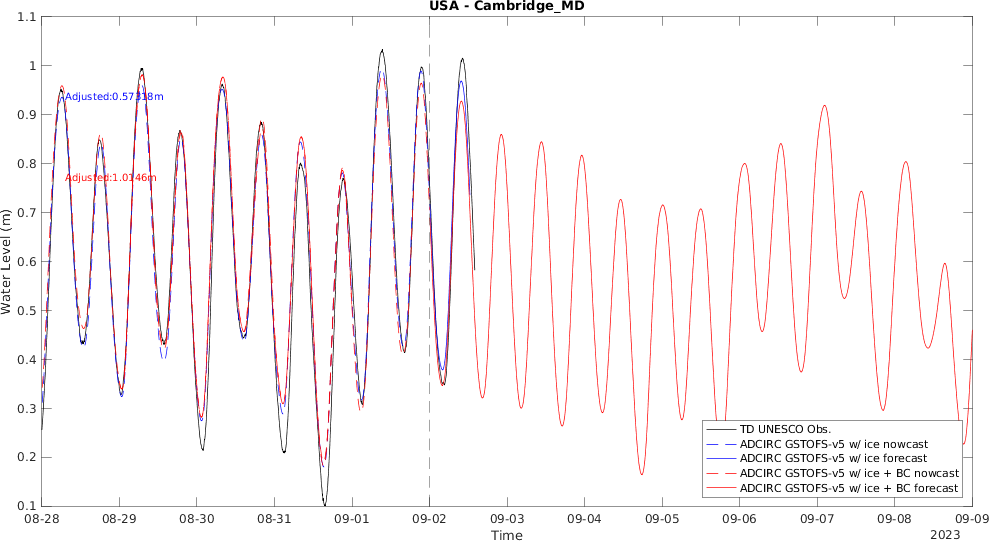 USA - Cambridge_MD
1.1
1
0.9
0.8
0.7
0.6
0.5
0.4
0.3
0.2
0.1
Water Level (m)
Adjusted:0.57318m
Adjusted:1.0146m
TD UNESCO Obs.
ADCIRC GSTOFS-v5 w/ ice nowcast
ADCIRC GSTOFS-v5 w/ ice forecast
ADCIRC GSTOFS-v5 w/ ice + BC nowcast
ADCIRC GSTOFS-v5 w/ ice + BC forecast
08-28 08-29 08-30 08-31 09-01 09-02 09-03 09-04 09-05 09-06 09-07 09-08 09-09
Time
2023